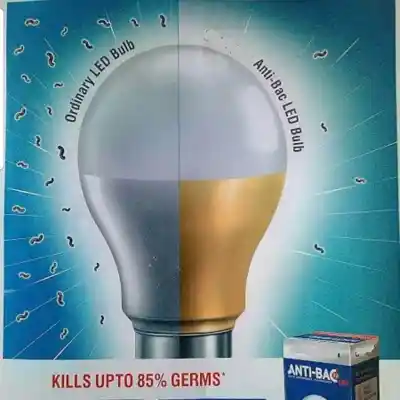 Ordinary LED Bulb
Anti-Bac LED Bulb
KILLS UPTO 85% GERMS*
ANTI-BAC